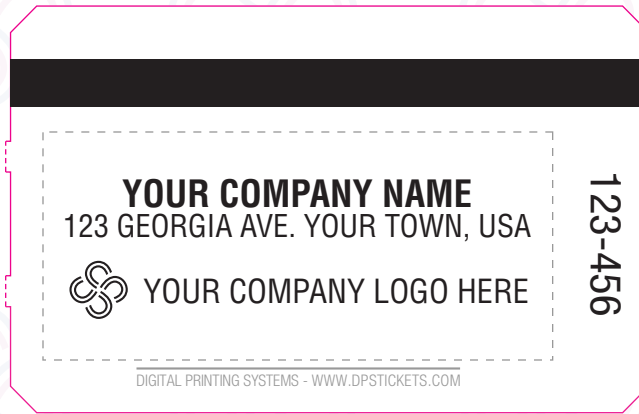 YOUR COMPANY NAME
123 GEORGIA AVE. YOUR TOWN, USA
YOUR COMPANY LOGO HERE
123-456
DIGITAL PRINTING SYSTEMS - WWW.DPSTICKETS.COM